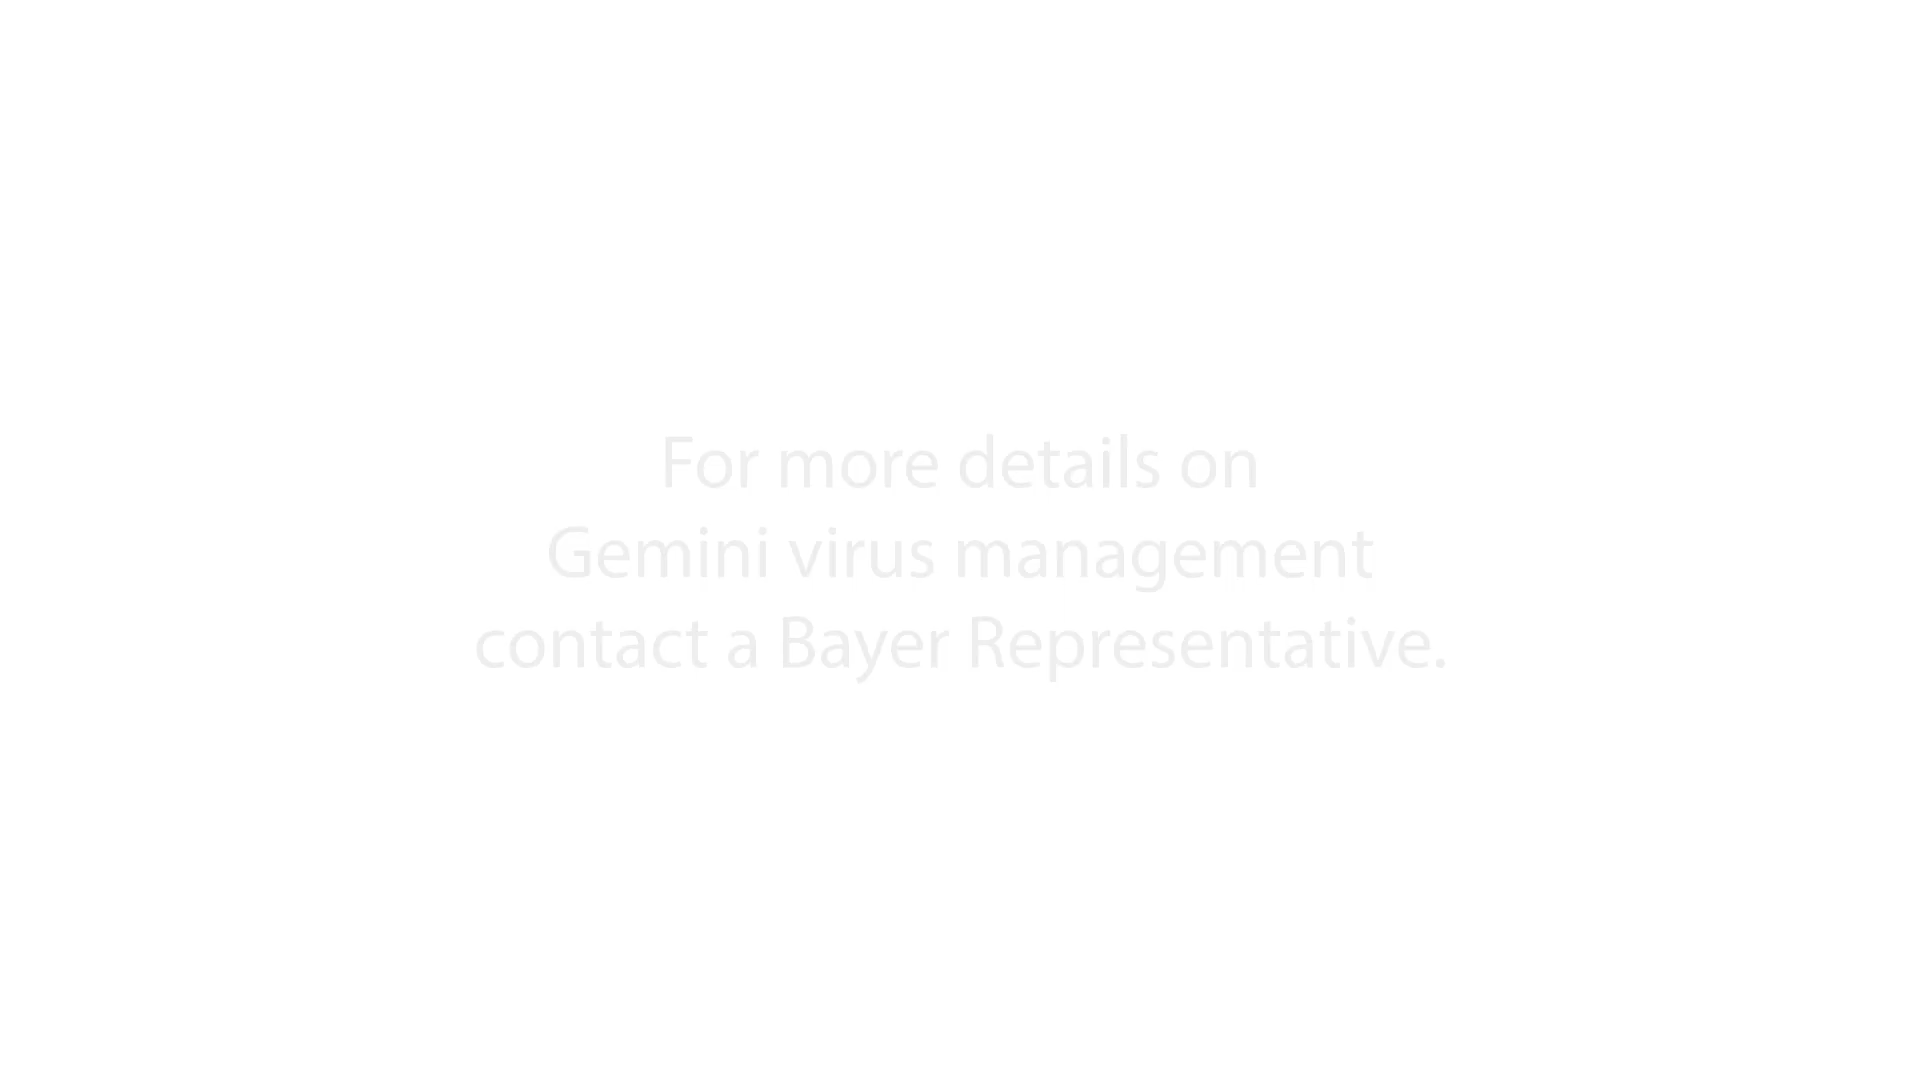 For more details on
Gemini virus management
contact a Bayer Representative.